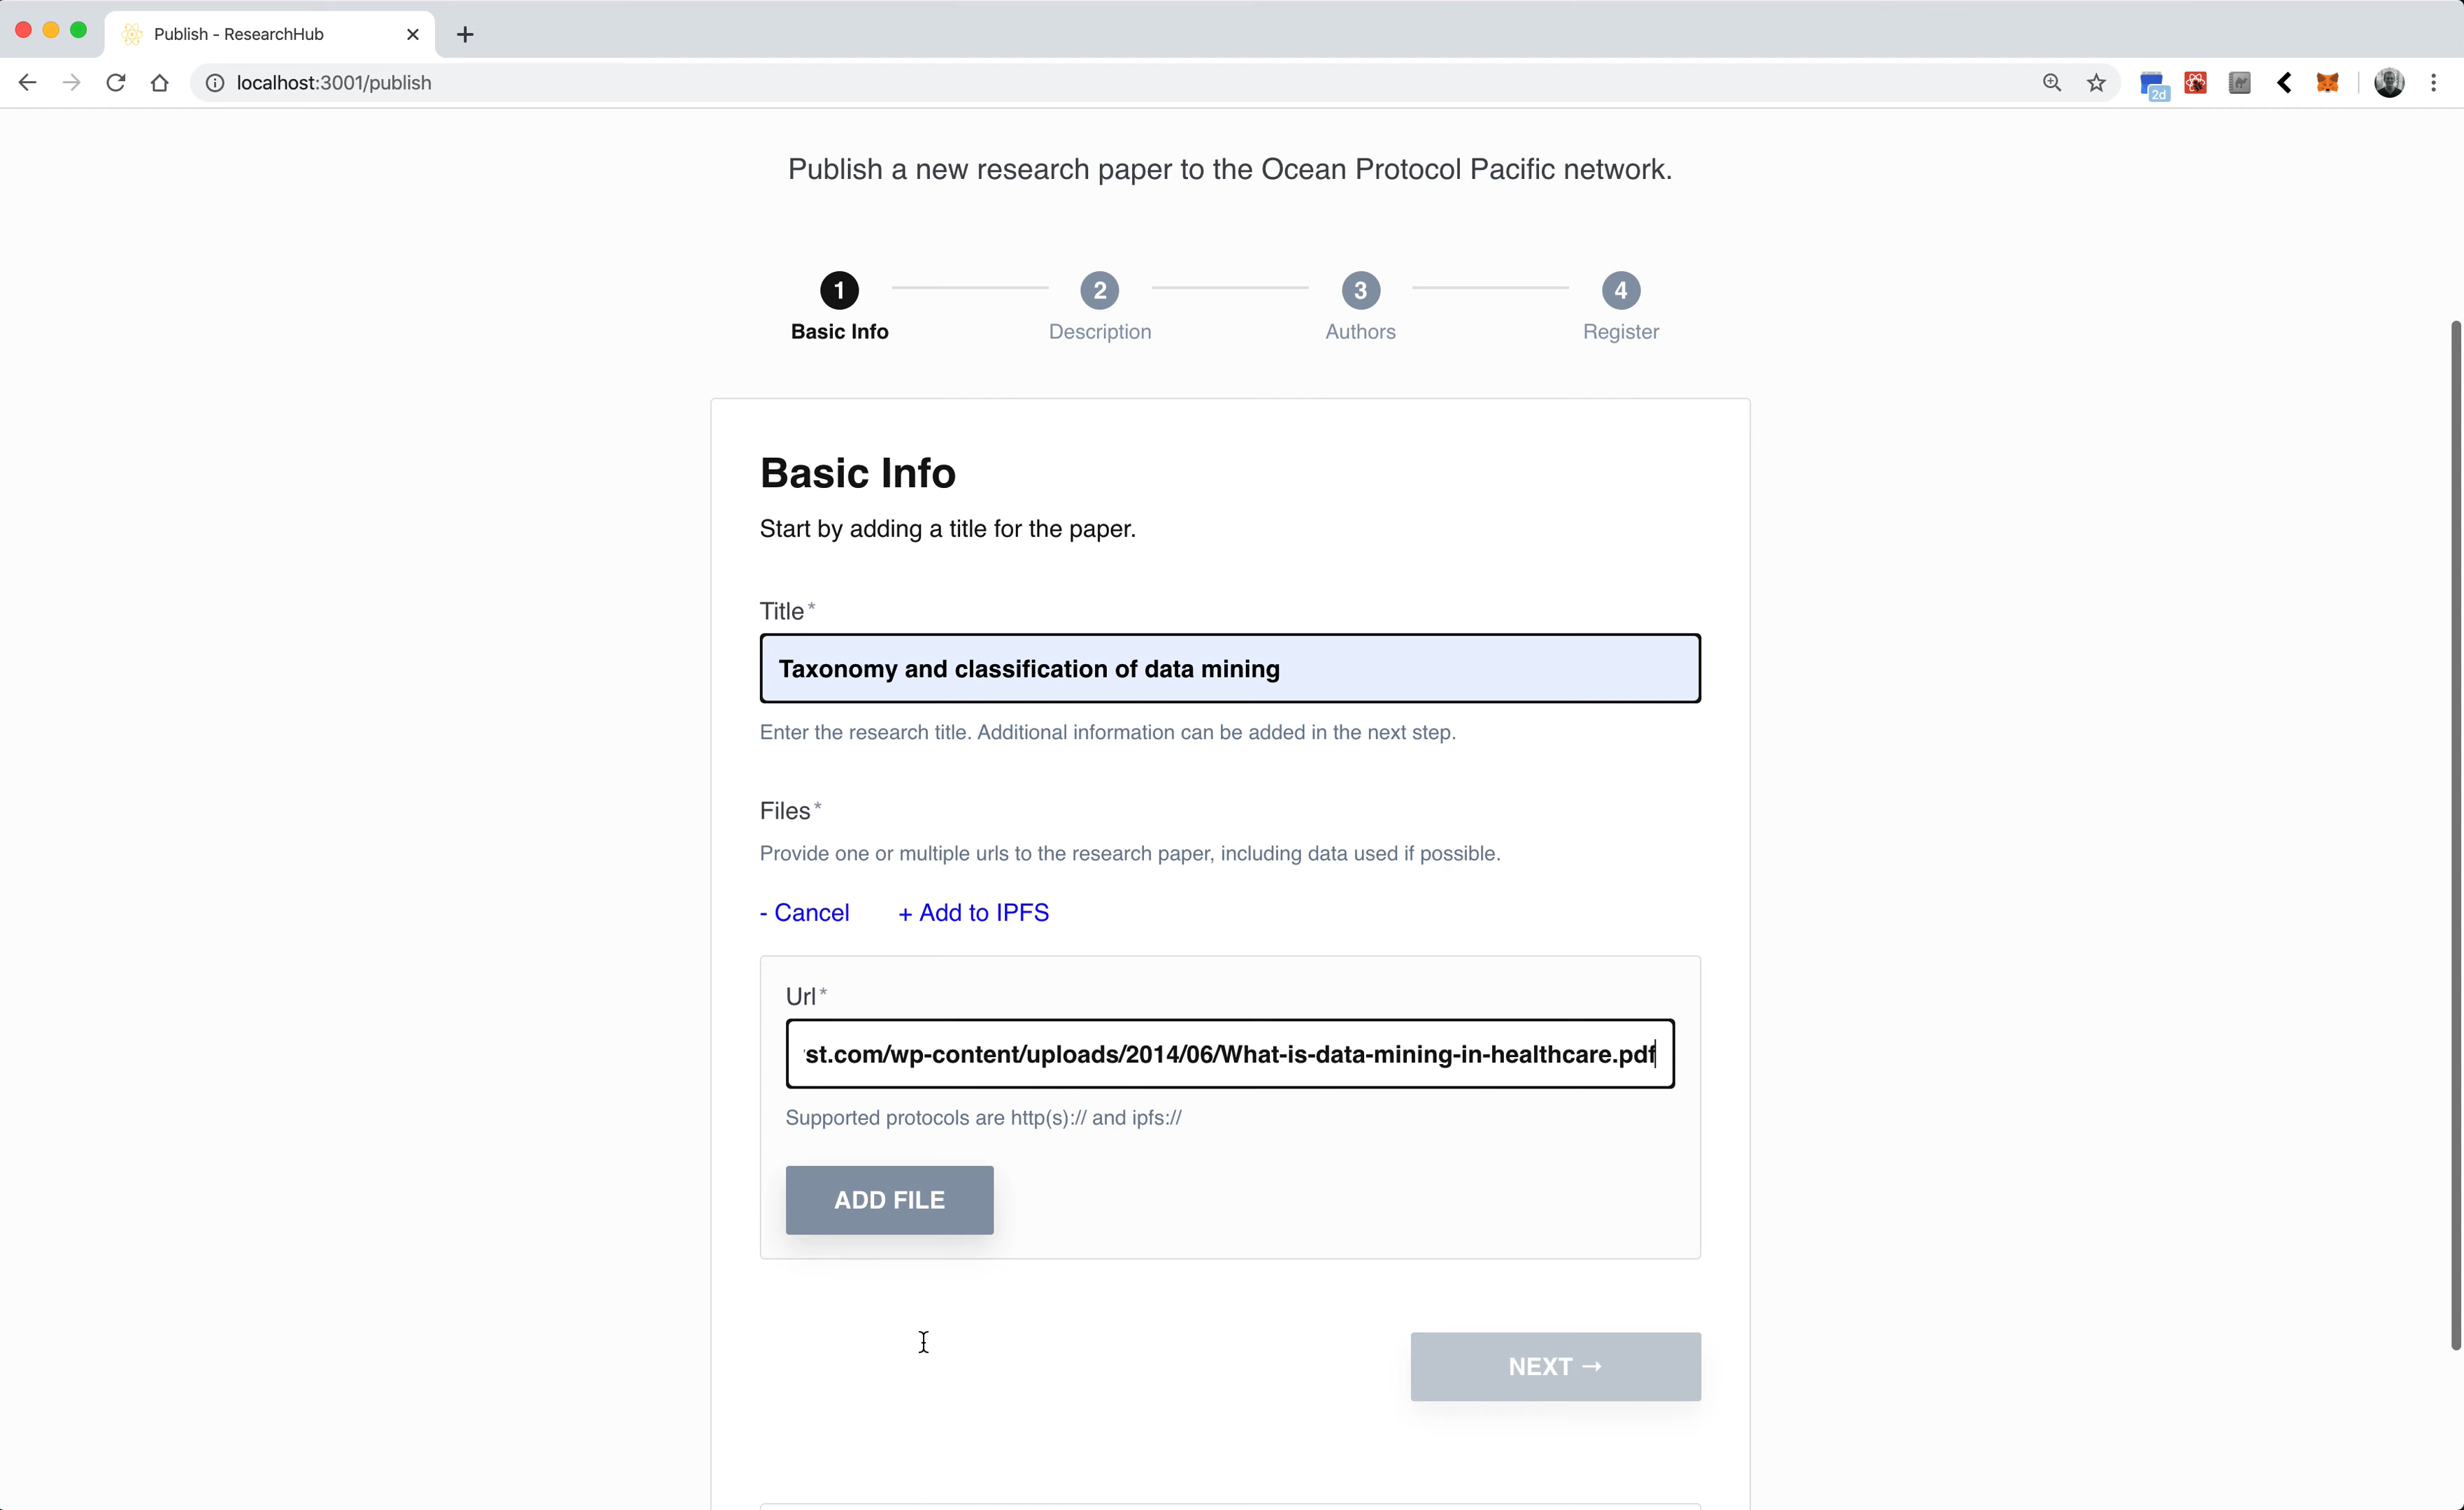 Publish - ResearchHub
localhost:3001/publish
2d
Publish a new research paper to the Ocean Protocol Pacific network.
1 2 3 4
Basic Info Description Authors Register
Basic Info
Start by adding a title for the paper.
Title*
Taxonomy and classification of data mining
Enter the research title. Additional information can be added in the next step.
Files*
Provide one or multiple urls to the research paper, including data used if possible.
- Cancel + Add to IPFS
Url*
st.com/wp-content/uploads/2014/06/What-is-data-mining-in-healthcare.pdf
Supported protocols are http(s):// and ipfs://
ADD FILE
NEXT →